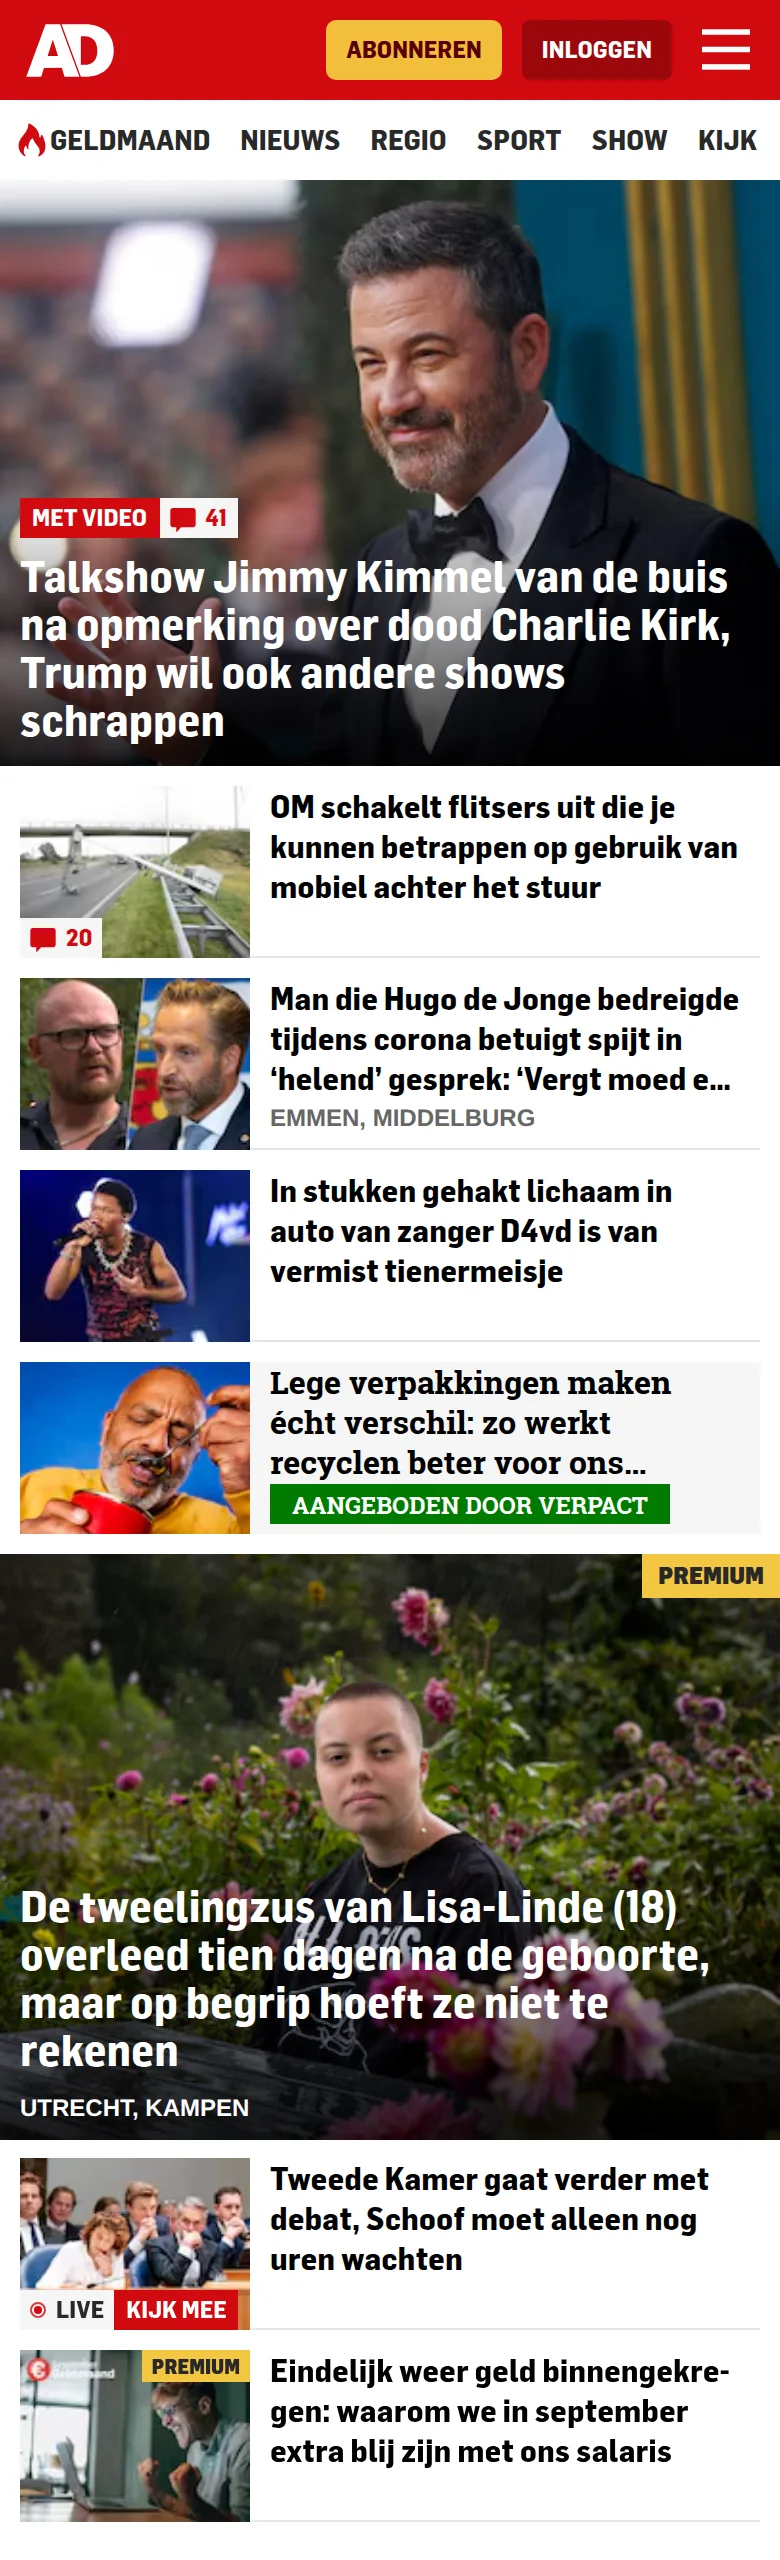 AD
ABONNEREN
INLOGGEN
GELDMAAND NIEUWS REGIO SPORT SHOW KIJK
MET VIDEO 41
Talkshow Jimmy Kimmel van de buis
na opmerking over dood Charlie Kirk,
Trump wil ook andere shows
schrappen
OM schakelt flitsers uit die je
kunnen betrappen op gebruik van
mobiel achter het stuur
20
Man die Hugo de Jonge bedreigde
tijdens corona betuigt spijt in
‘helend’ gesprek: ‘Vergt moed e...
EMMEN, MIDDELBURG
In stukken gehakt lichaam in
auto van zanger D4vd is van
vermist tienermeisje
Lege verpakkingen maken
écht verschil: zo werkt
recyclen beter voor ons...
AANGEBODEN DOOR VERPACT
PREMIUM
De tweelingzus van Lisa-Linde (18)
overleed tien dagen na de geboorte,
maar op begrip hoeft ze niet te
rekenen
UTRECHT, KAMPEN
Tweede Kamer gaat verder met
debat, Schoof moet alleen nog
uren wachten
LIVE KIJK MEE
PREMIUM
Eindelijk weer geld binnengekre-
gen: waarom we in september
extra blij zijn met ons salaris